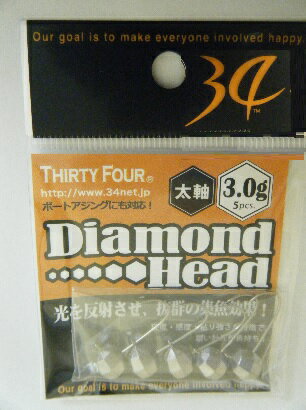 Our goal is to make everyone involved happy.
34
THIRTY FOUR®
http://www.34net.jp
ボートアジングにも対応!
太軸
3.0g
5pcs.
Diamond
Head
光を反射させ、抜群の集魚効果!
Our goal is to make everyone involved happy.